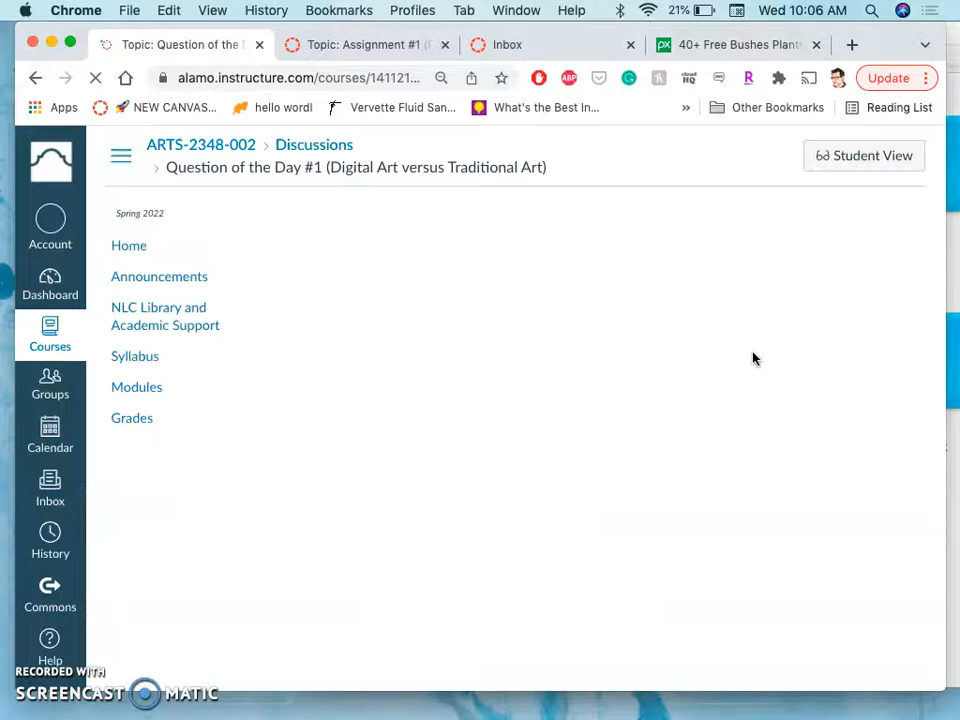 Chrome File Edit View History Bookmarks Profiles Tab Window Help 21% Wed 10:06 AM
Topic: Question of the D Topic: Assignment #1 ( Inbox 40+ Free Bushes Plants
alamo.instructure.com/courses/141121... Update
Apps NEW CANVAS... hello word! Vervette Fluid San... What's the Best In... » Other Bookmarks Reading List
ARTS-2348-002 › Discussions
› Question of the Day #1 (Digital Art versus Traditional Art)
Student View
Spring 2022
Home
Announcements
NLC Library and
Academic Support
Syllabus
Modules
Grades
Account
Dashboard
Courses
Groups
Calendar
Inbox
History
Commons
Help
RECORDED WITH
SCREENCAST MATIC